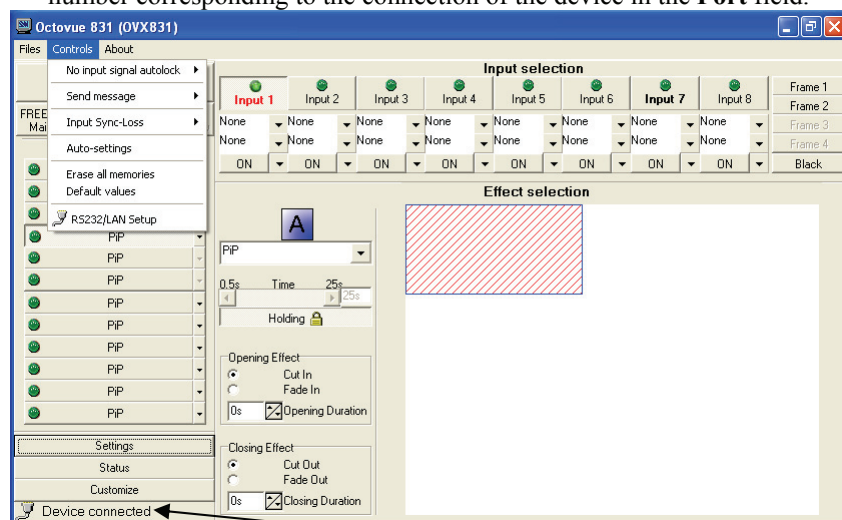 number corresponding to the connection of the device in the Port field.
Octovue 831 (OVX831)
Files Controls About
No input signal autolock
Send message
Input Sync-Loss
Auto-settings
Erase all memories
Default values
RS232/LAN Setup
FREE
Mai
Input selection
Input 1 Input 2 Input 3 Input 4 Input 5 Input 6 Input 7 Input 8
None None None None None None None None
None None None None None None None None
ON ON ON ON ON ON ON ON
Frame 1
Frame 2
Frame 3
Frame 4
Black
Effect selection
PiP
PiP
PiP
PiP
PiP
PiP
PiP
PiP
PiP
A
PiP
0.5s Time 25s
25s
Holding
Opening Effect
Cut In
Fade In
0s Opening Duration
Closing Effect
Cut Out
Fade Out
0s Closing Duration
Settings
Status
Customize
Device connected